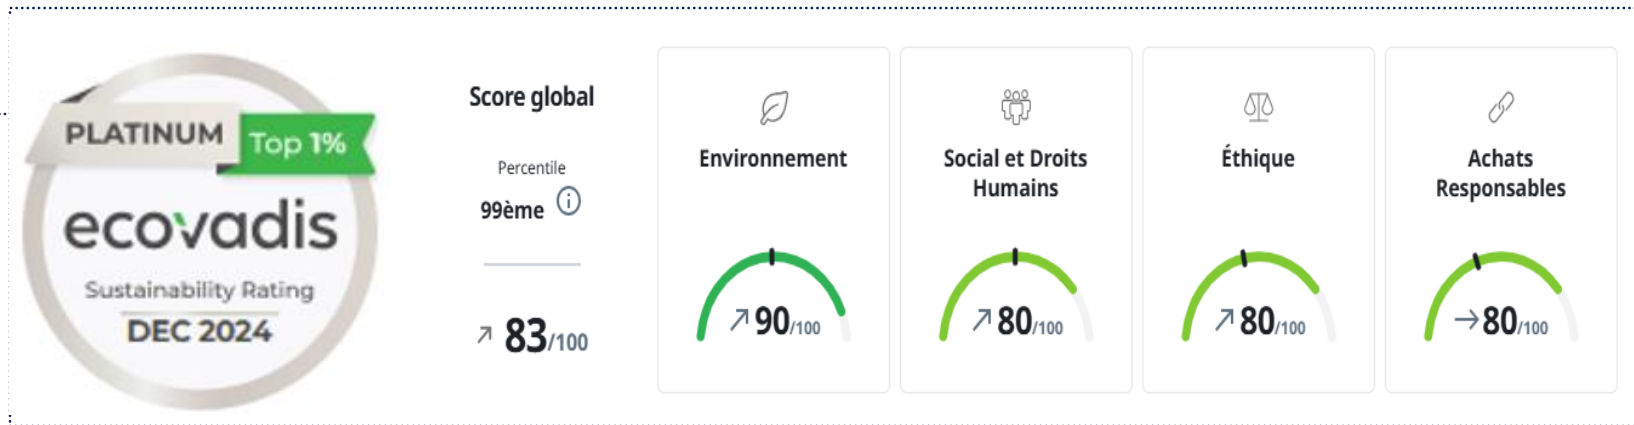 PLATINUM
Top 1%
ecovadis
Sustainability Rating
DEC 2024
Score global
Percentile
99ème
83/100
Environnement
90/100
Social et Droits
Humains
80/100
Éthique
80/100
Achats
Responsables
80/100